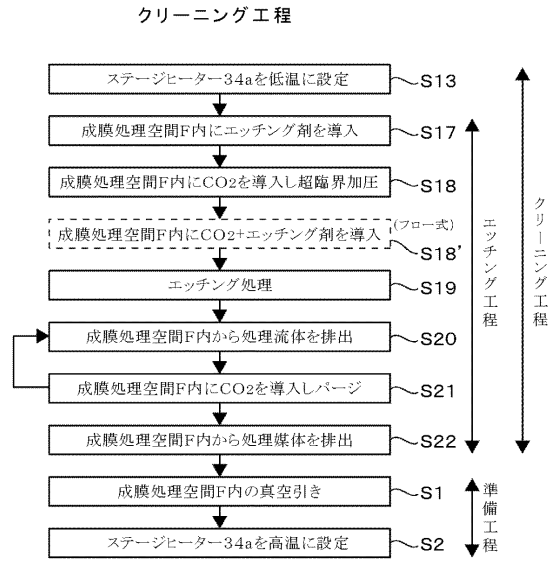 クリーニング工程
ステージヒーター34aを低温に設定 S13
成膜処理空間F内にエッチング剤を導入 S17
成膜処理空間F内にCO2を導入し超臨界加圧 S18
成膜処理空間F内にCO2+エッチング剤を導入 (フロー式) S18'
エッチング処理 S19
成膜処理空間F内から処理流体を排出 S20
成膜処理空間F内にCO2を導入しパージ S21
成膜処理空間F内から処理媒体を排出 S22
成膜処理空間F内の真空引き S1
ステージヒーター34aを高温に設定 S2
エッチング工程
クリーニング工程
準備工程